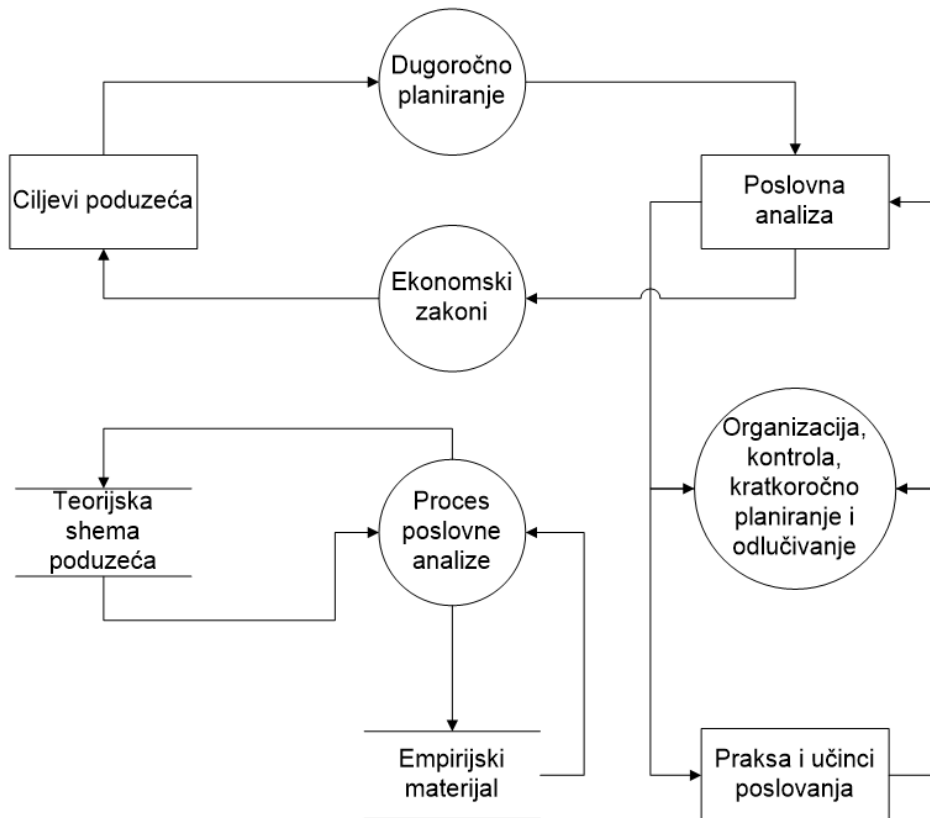 Dugoročno
planiranje
Ciljevi poduzeća
Poslovna
analiza
Ekonomski
zakoni
Organizacija,
kontrola,
kratkoročno
planiranje i
odlučivanje
Teorijska
shema
poduzeća
Proces
poslovne
analize
Empirijski
materijal
Praksa i učinci
poslovanja